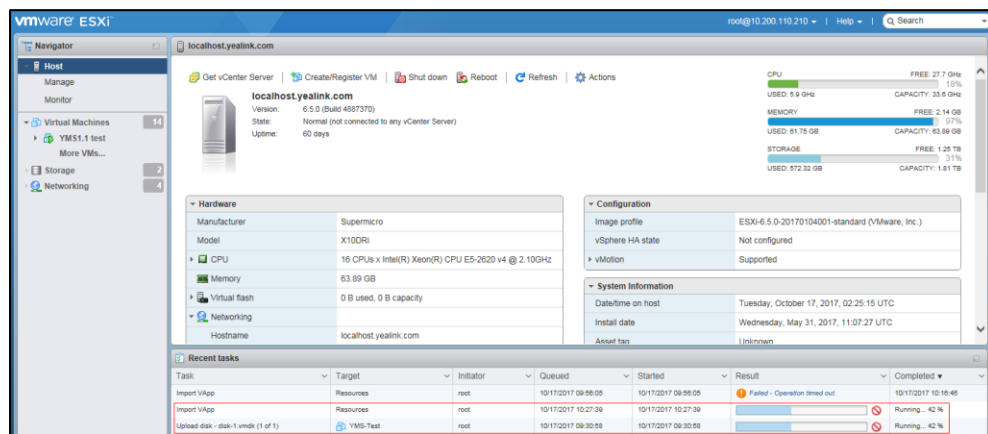 vmware ESXi
root@10.200.110.210 | Help | Search
Navigator
Host
Manage
Monitor
Virtual Machines 14
YMS1.1 test
More VMs...
Storage 2
Networking 4
localhost.yealink.com
Get vCenter Server | Create/Register VM | Shut down | Reboot | Refresh | Actions
localhost.yealink.com
Version: 6.5.0 (Build 4887370)
State: Normal (not connected to any vCenter Server)
Uptime: 60 days
CPU FREE: 27.7 GHz
18%
USED: 5.9 GHz CAPACITY: 33.6 GHz
MEMORY FREE: 2.14 GB
97%
USED: 61.75 GB CAPACITY: 63.89 GB
STORAGE FREE: 1.25 TB
31%
USED: 572.32 GB CAPACITY: 1.81 TB
Hardware
Manufacturer Supermicro
Model X10DRi
CPU 16 CPUs x Intel(R) Xeon(R) CPU E5-2620 v4 @ 2.10GHz
Memory 63.89 GB
Virtual flash 0 B used, 0 B capacity
Networking
Hostname localhost.yealink.com
Configuration
Image profile ESXi-6.5.0-20170104001-standard (VMware, Inc.)
vSphere HA state Not configured
vMotion Supported
System Information
Date/time on host Tuesday, October 17, 2017, 02:25:15 UTC
Install date Wednesday, May 31, 2017, 11:07:27 UTC
Asset tag Unknown
Recent tasks
Task Target Initiator Queued Started Result Completed
Import VApp Resources root 10/17/2017 09:56:05 10/17/2017 09:56:05 Failed - Operation timed out. 10/17/2017 10:16:46
Import VApp Resources root 10/17/2017 10:27:39 10/17/2017 10:27:39 Running... 42 %
Upload disk - disk-1.vmdk (1 of 1) YMS-Test root 10/17/2017 09:30:58 10/17/2017 09:30:58 Running... 42 %